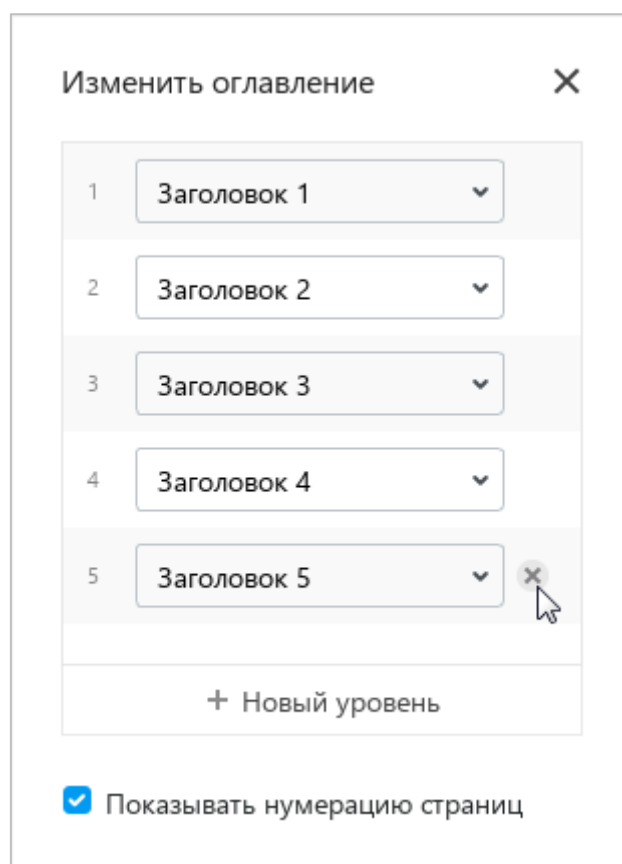 Изменить оглавление
1 Заголовок 1
2 Заголовок 2
3 Заголовок 3
4 Заголовок 4
5 Заголовок 5
+ Новый уровень
Показывать нумерацию страниц